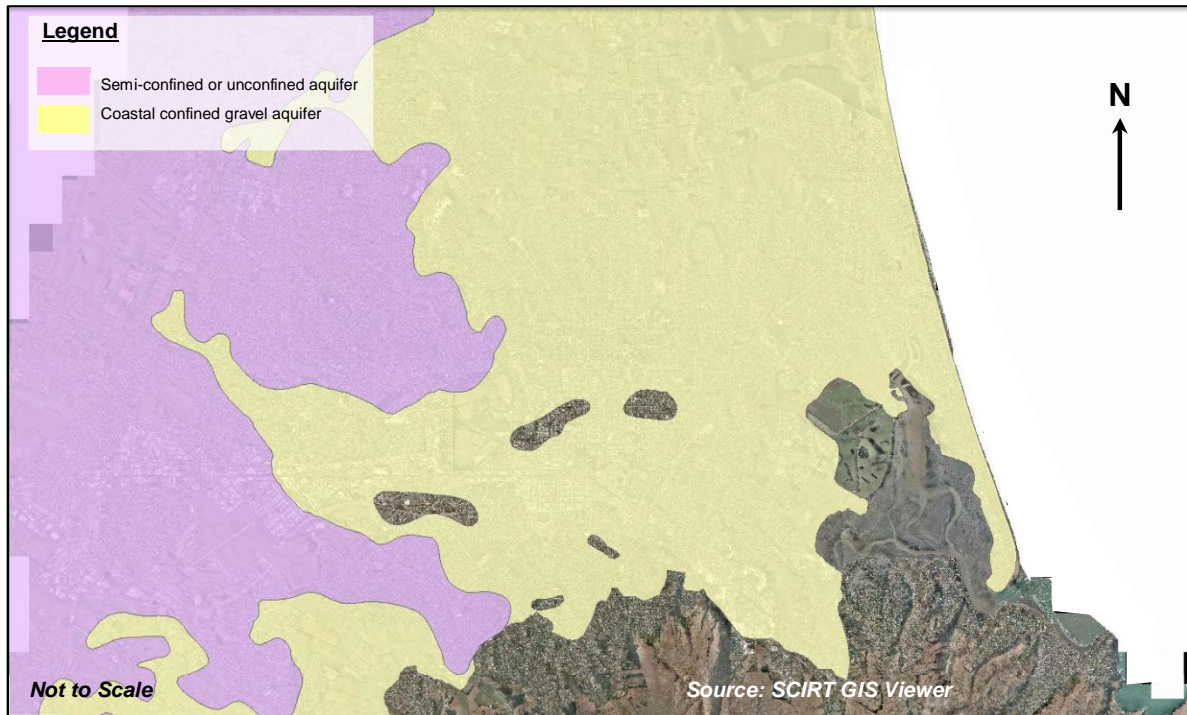 Legend
Semi-confined or unconfined aquifer
Coastal confined gravel aquifer
N
Not to Scale
Source: SCIRT GIS Viewer